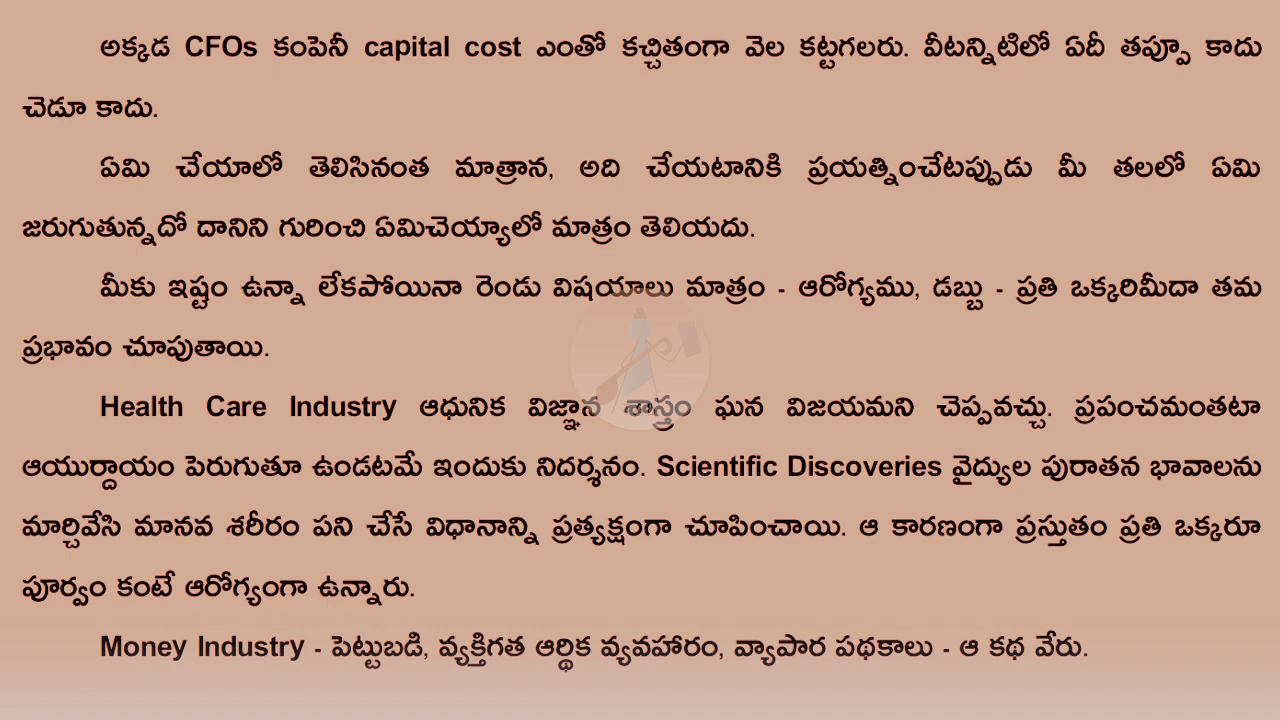 అక్కడ CFOs కంపెనీ capital cost ఎంతో కచ్చితంగా వెల కట్టగలరు. వీటన్నిటిలో ఏదీ తప్పూ కాదు
చెడూ కాదు.
ఏమి చేయాలో తెలిసినంత మాత్రాన, అది చేయటానికి ప్రయత్నించేటప్పుడు మీ తలలో ఏమి
జరుగుతున్నదో దానిని గురించి ఏమిచెయ్యాలో మాత్రం తెలియదు.
మీకు ఇష్టం ఉన్నా లేకపోయినా రెండు విషయాలు మాత్రం - ఆరోగ్యము, డబ్బు - ప్రతి ఒక్కరిమీదా తమ
ప్రభావం చూపుతాయి.
Health Care Industry ఆధునిక విజ్ఞాన శాస్త్రం ఘన విజయమని చెప్పవచ్చు. ప్రపంచమంతటా
ఆయుర్దాయం పెరుగుతూ ఉండటమే ఇందుకు నిదర్శనం. Scientific Discoveries వైద్యుల పురాతన భావాలను
మార్చివేసి మానవ శరీరం పని చేసే విధానాన్ని ప్రత్యక్షంగా చూపించాయి. ఆ కారణంగా ప్రస్తుతం ప్రతి ఒక్కరూ
పూర్వం కంటే ఆరోగ్యంగా ఉన్నారు.
Money Industry - పెట్టుబడి, వ్యక్తిగత ఆర్థిక వ్యవహారం, వ్యాపార పథకాలు - ఆ కథ వేరు.